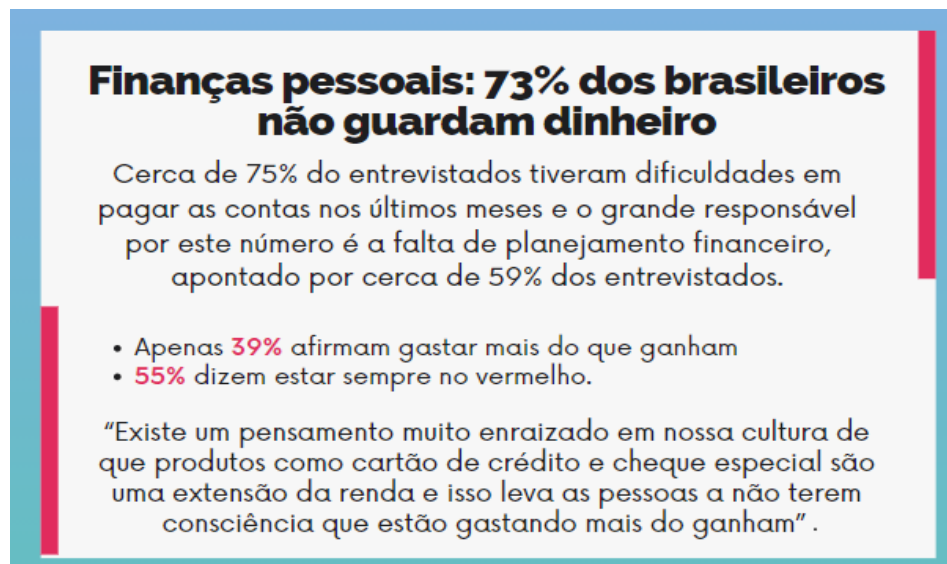 Finanças pessoais: 73% dos brasileiros
não guardam dinheiro
Cerca de 75% do entrevistados tiveram dificuldades em
pagar as contas nos últimos meses e o grande responsável
por este número é a falta de planejamento financeiro,
apontado por cerca de 59% dos entrevistados.
• Apenas 39% afirmam gastar mais do que ganham
• 55% dizem estar sempre no vermelho.
“Existe um pensamento muito enraizado em nossa cultura de
que produtos como cartão de crédito e cheque especial são
uma extensão da renda e isso leva as pessoas a não terem
consciência que estão gastando mais do ganham” .